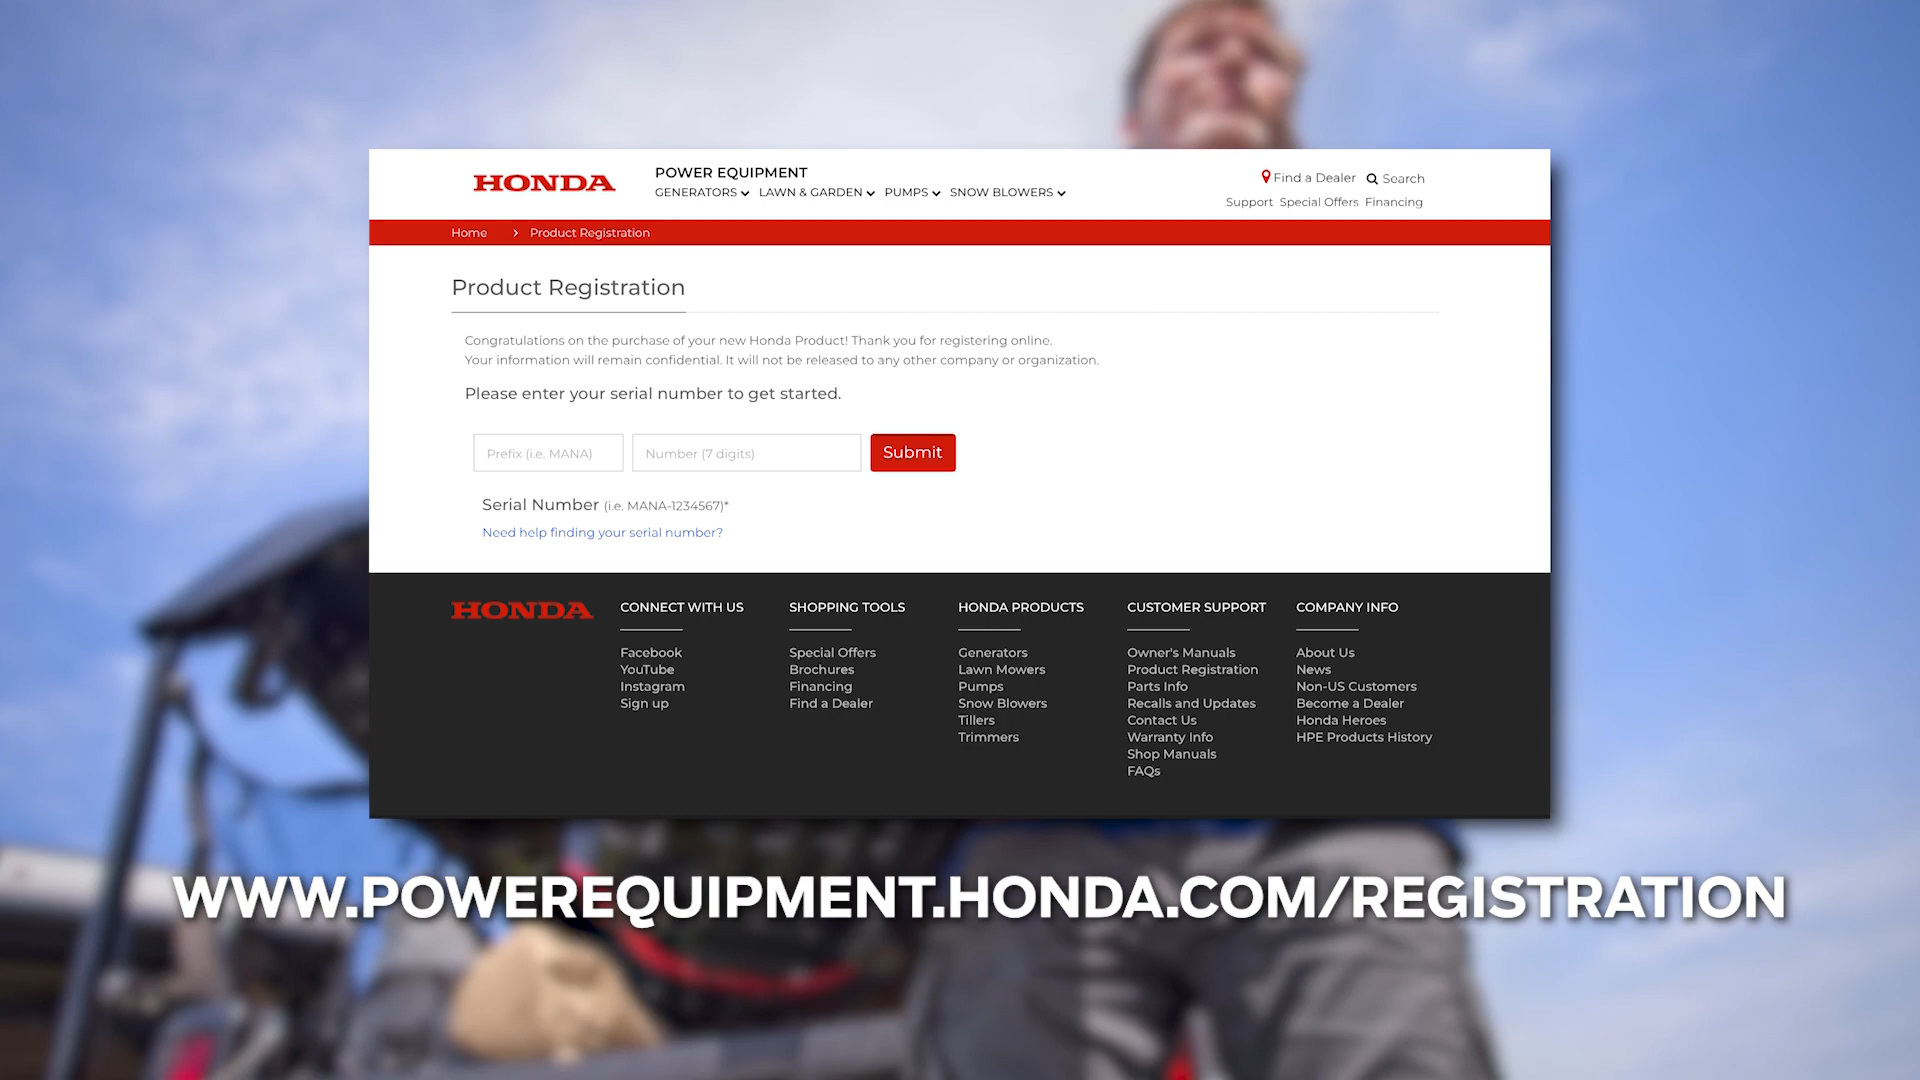 HONDA
POWER EQUIPMENT
GENERATORS LAWN & GARDEN PUMPS SNOW BLOWERS
Find a Dealer Search
Support Special Offers Financing
Home > Product Registration
Product Registration
Congratulations on the purchase of your new Honda Product! Thank you for registering online.
Your information will remain confidential. It will not be released to any other company or organization.
Please enter your serial number to get started.
Prefix (i.e. MANA) Number (7 digits) Submit
Serial Number (i.e. MANA-1234567)*
Need help finding your serial number?
HONDA
CONNECT WITH US
Facebook
YouTube
Instagram
Sign up
SHOPPING TOOLS
Special Offers
Brochures
Financing
Find a Dealer
HONDA PRODUCTS
Generators
Lawn Mowers
Pumps
Snow Blowers
Tillers
Trimmers
CUSTOMER SUPPORT
Owner's Manuals
Product Registration
Parts Info
Recalls and Updates
Contact Us
Warranty Info
Shop Manuals
FAQs
COMPANY INFO
About Us
News
Non-US Customers
Become a Dealer
Honda Heroes
HPE Products History
WWW.POWEREQUIPMENT.HONDA.COM/REGISTRATION